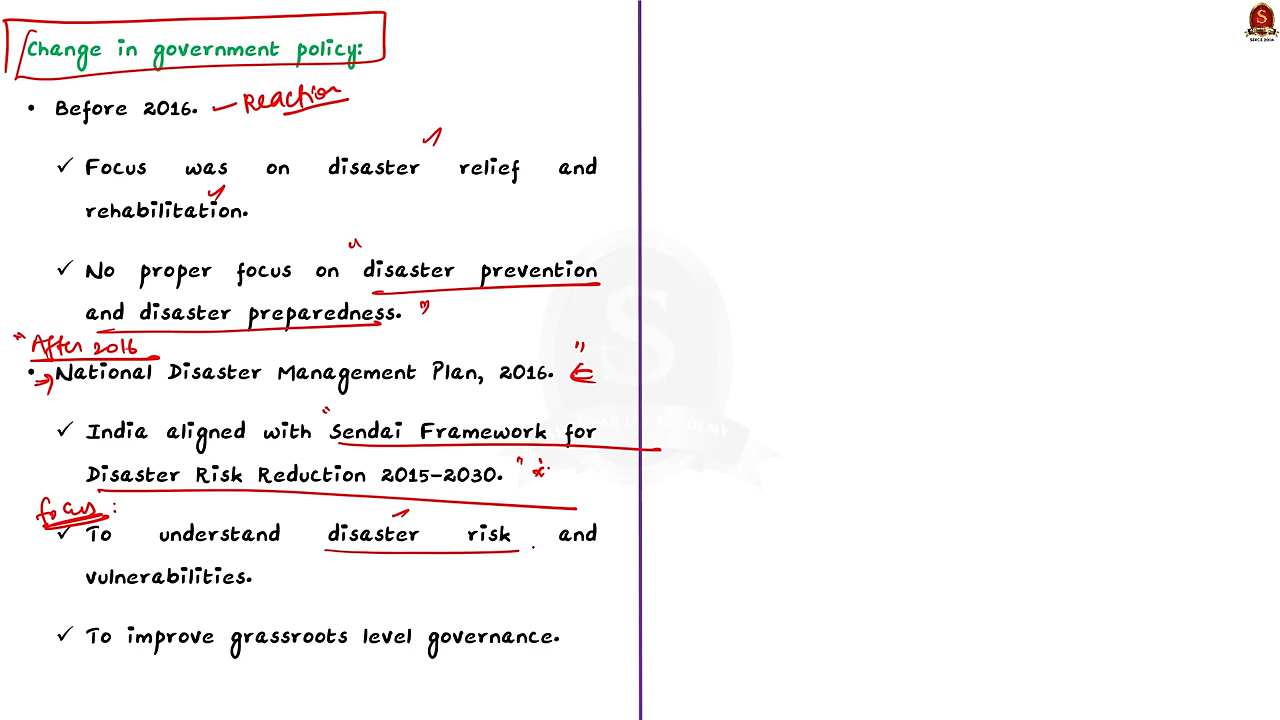 Change in government policy:
• Before 2016. – Reaction
✓ Focus was on disaster relief and
rehabilitation.
✓ No proper focus on " disaster prevention
and disaster preparedness. "
" After 2016
• → National Disaster Management Plan, 2016. "
✓ India aligned with " Sendai Framework for
Disaster Risk Reduction 2015-2030. "
focus :
✓ To understand disaster risk and
vulnerabilities.
✓ To improve grassroots level governance.
S
SINCE 2004